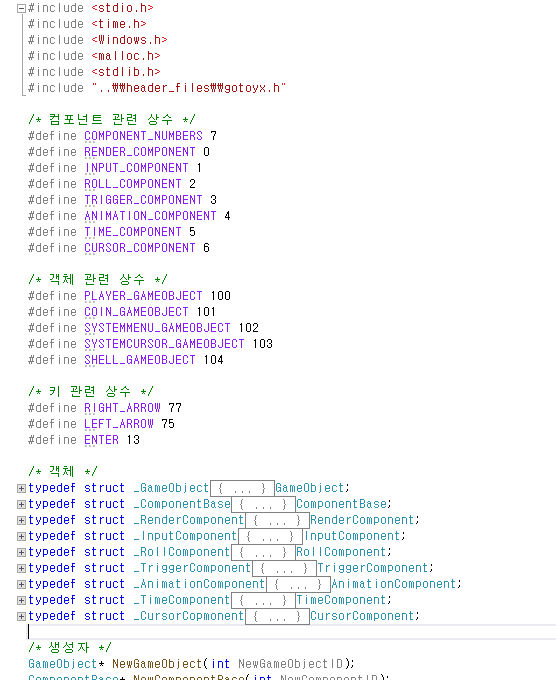 #include <stdio.h>
#include <time.h>
#include <Windows.h>
#include <malloc.h>
#include <stdlib.h>
#include "..₩₩header_files₩₩gotoyx.h"
/* 컴포넌트 관련 상수 */
#define COMPONENT_NUMBERS 7
#define RENDER_COMPONENT 0
#define INPUT_COMPONENT 1
#define ROLL_COMPONENT 2
#define TRIGGER_COMPONENT 3
#define ANIMATION_COMPONENT 4
#define TIME_COMPONENT 5
#define CURSOR_COMPONENT 6
/* 객체 관련 상수 */
#define PLAYER_GAMEOBJECT 100
#define COIN_GAMEOBJECT 101
#define SYSTEMMENU_GAMEOBJECT 102
#define SYSTEMCURSOR_GAMEOBJECT 103
#define SHELL_GAMEOBJECT 104
/* 키 관련 상수 */
#define RIGHT_ARROW 77
#define LEFT_ARROW 75
#define ENTER 13
/* 객체 */
typedef struct _GameObject { ... } GameObject;
typedef struct _ComponentBase { ... } ComponentBase;
typedef struct _RenderComponent { ... } RenderComponent;
typedef struct _InputComponent { ... } InputComponent;
typedef struct _RollComponent { ... } RollComponent;
typedef struct _TriggerComponent { ... } TriggerComponent;
typedef struct _AnimationComponent { ... } AnimationComponent;
typedef struct _TimeComponent { ... } TimeComponent;
typedef struct _CursorCopmonent { ... } CursorComponent;
/* 생성자 */
GameObject* NewGameObject(int NewGameObjectID);
ComponentBase* NewComponentBase(int NewComponentID);